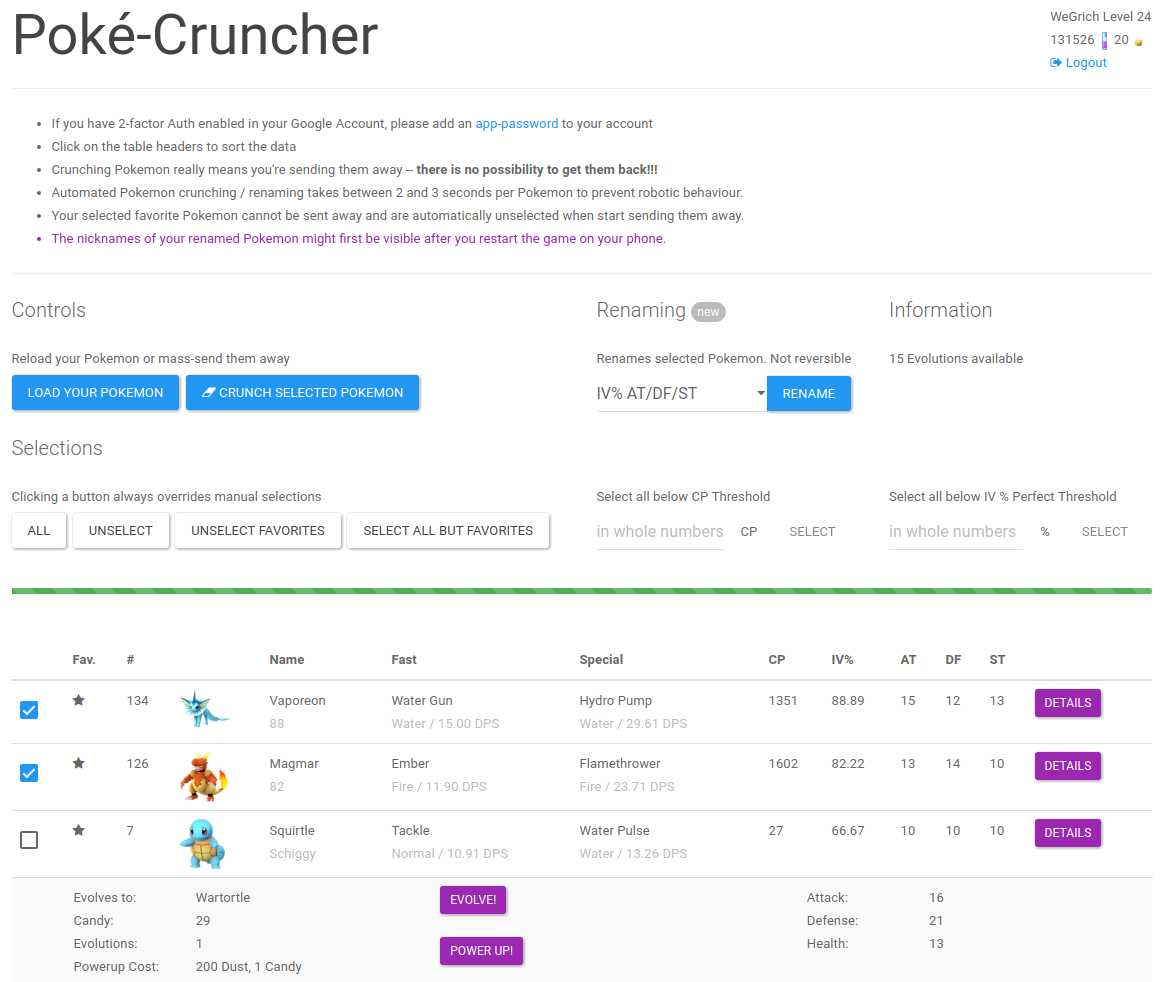 Poké-Cruncher
WeGrich Level 24
131526 20
Logout
If you have 2-factor Auth enabled in your Google Account, please add an app-password to your account
Click on the table headers to sort the data
Crunching Pokemon really means you're sending them away -- there is no possibility to get them back!!!
Automated Pokemon crunching / renaming takes between 2 and 3 seconds per Pokemon to prevent robotic behaviour.
Your selected favorite Pokemon cannot be sent away and are automatically unselected when start sending them away.
The nicknames of your renamed Pokemon might first be visible after you restart the game on your phone.
Controls
Reload your Pokemon or mass-send them away
LOAD YOUR POKEMON CRUNCH SELECTED POKEMON
Renaming new
Renames selected Pokemon. Not reversible
IV% AT/DF/ST RENAME
Information
15 Evolutions available
Selections
Clicking a button always overrides manual selections
ALL UNSELECT UNSELECT FAVORITES SELECT ALL BUT FAVORITES
Select all below CP Threshold
in whole numbers CP SELECT
Select all below IV % Perfect Threshold
in whole numbers % SELECT
Fav. # Name Fast Special CP IV% AT DF ST
134 Vaporeon Water Gun Hydro Pump 1351 88.89 15 12 13 DETAILS
88 Water / 15.00 DPS Water / 29.61 DPS
126 Magmar Ember Flamethrower 1602 82.22 13 14 10 DETAILS
82 Fire / 11.90 DPS Fire / 23.71 DPS
7 Squirtle Tackle Water Pulse 27 66.67 10 10 10 DETAILS
Schiggy Normal / 10.91 DPS Water / 13.26 DPS
Evolves to: Wartortle EVOLVE! Attack: 16
Candy: 29 Defense: 21
Evolutions: 1 POWER UP! Health: 13
Powerup Cost: 200 Dust, 1 Candy